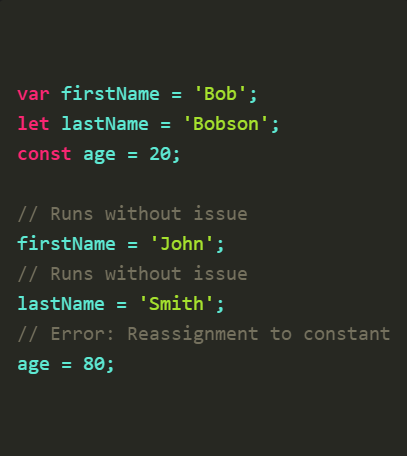 var firstName = 'Bob';
let lastName = 'Bobson';
const age = 20;
// Runs without issue
firstName = 'John';
// Runs without issue
lastName = 'Smith';
// Error: Reassignment to constant
age = 80;